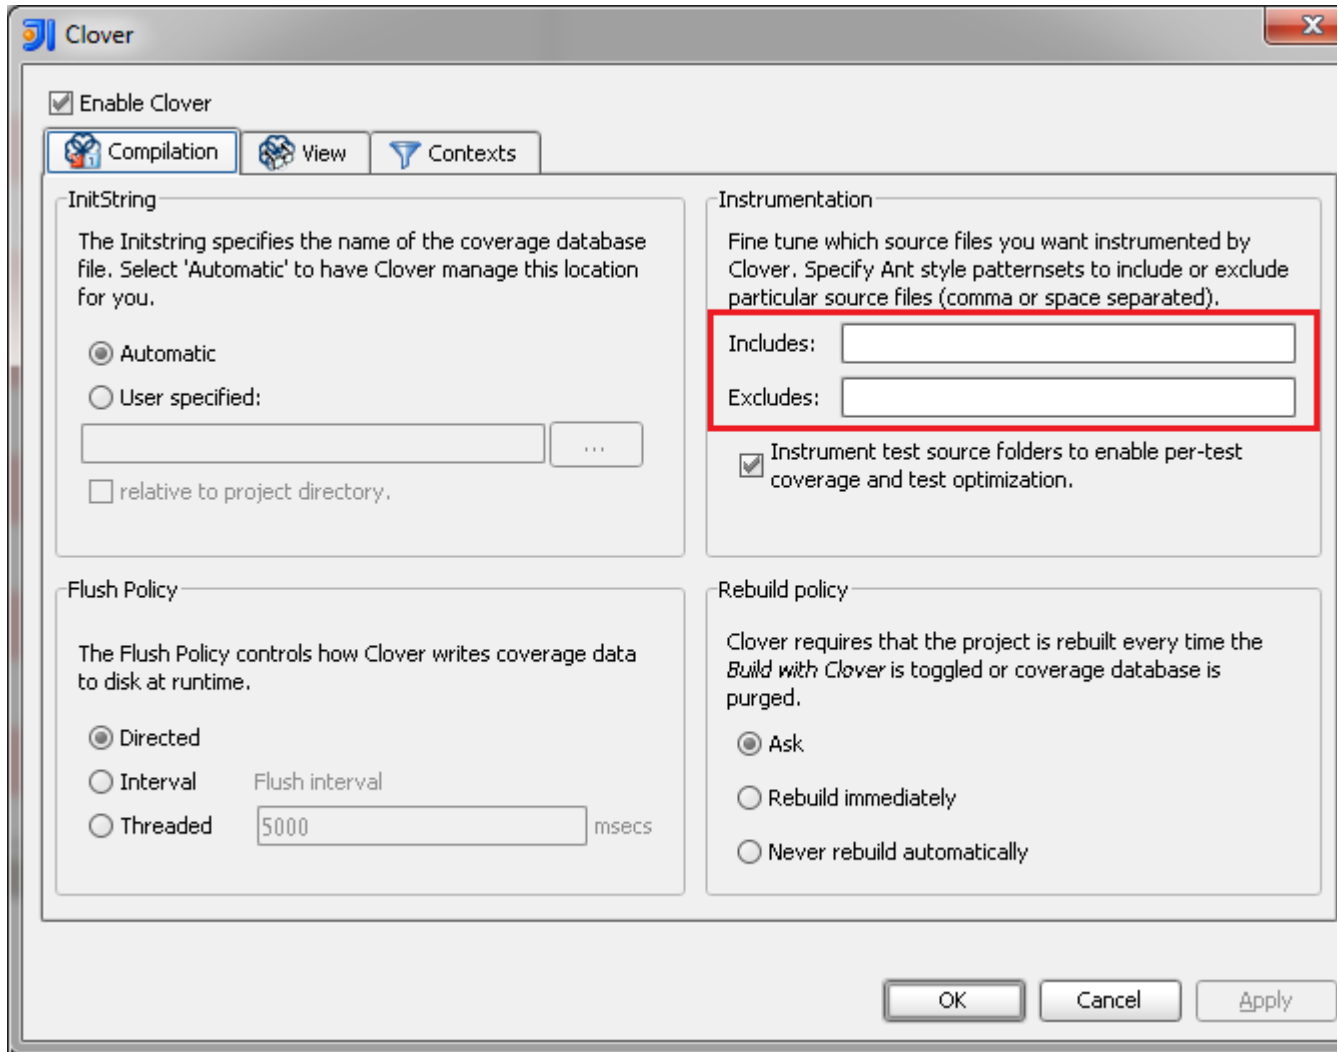 Clover
Enable Clover
Compilation
View
Contexts
InitString
The Initstring specifies the name of the coverage database
file. Select 'Automatic' to have Clover manage this location
for you.
Automatic
User specified:
...
relative to project directory.
Instrumentation
Fine tune which source files you want instrumented by
Clover. Specify Ant style patternsets to include or exclude
particular source files (comma or space separated).
Includes:
Excludes:
Instrument test source folders to enable per-test
coverage and test optimization.
Flush Policy
The Flush Policy controls how Clover writes coverage data
to disk at runtime.
Directed
Interval Flush interval
Threaded 5000 msecs
Rebuild policy
Clover requires that the project is rebuilt every time the
Build with Clover is toggled or coverage database is
purged.
Ask
Rebuild immediately
Never rebuild automatically
OK Cancel Apply